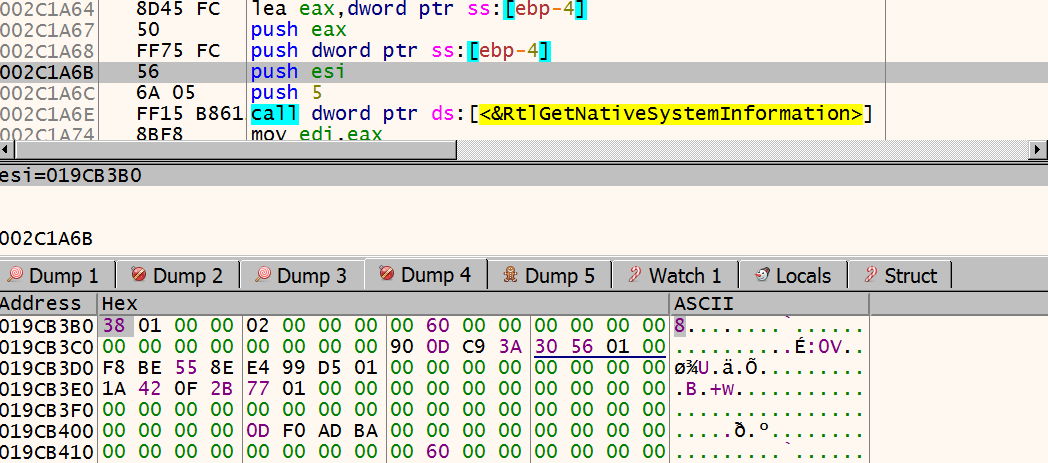 002C1A64 8D45 FC lea eax,dword ptr ss:[ebp-4]
002C1A67 50 push eax
002C1A68 FF75 FC push dword ptr ss:[ebp-4]
002C1A6B 56 push esi
002C1A6C 6A 05 push 5
002C1A6E FF15 B861 call dword ptr ds:[<&RtlGetNativeSystemInformation>]
002C1A74 8BF8 mov edi,eax
esi=019CB3B0
002C1A6B
Dump 1 Dump 2 Dump 3 Dump 4 Dump 5 Watch 1 Locals Struct
Address Hex ASCII
019CB3B0 38 01 00 00 02 00 00 00 00 60 00 00 00 00 00 00 8........`......
019CB3C0 00 00 00 00 00 00 00 00 90 0D C9 3A 30 56 01 00 ..........É:0V..
019CB3D0 F8 BE 55 8E E4 99 D5 01 00 00 00 00 00 00 00 00 ø¾U.ä.Õ.........
019CB3E0 1A 42 0F 2B 77 01 00 00 00 00 00 00 00 00 00 00 .B.+w...........
019CB3F0 00 00 00 00 00 00 00 00 00 00 00 00 00 00 00 00 ................
019CB400 00 00 00 00 0D F0 AD BA 00 00 00 00 00 00 00 00 .....ð.º........
019CB410 00 00 00 00 00 00 00 00 00 60 00 00 00 00 00 00 .........`......